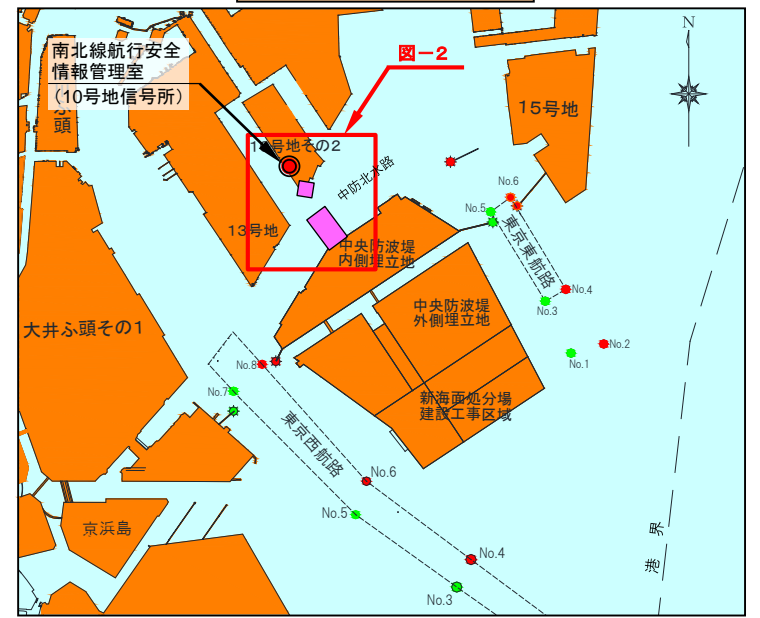 南北線航行安全
情報管理室
（10号地信号所）
ふ頭
図－2
N
15号地
号地その2
中防北水路
No.6
No.5
東京東航路
13号地
中央防波堤
内側埋立地
No.4
No.3
中央防波堤
外側埋立地
大井ふ頭その1
No.2
No.1
No.8
No.7
新海面処分場
建設工事区域
東京西航路
No.6
No.5
京浜島
港界
No.4
No.3